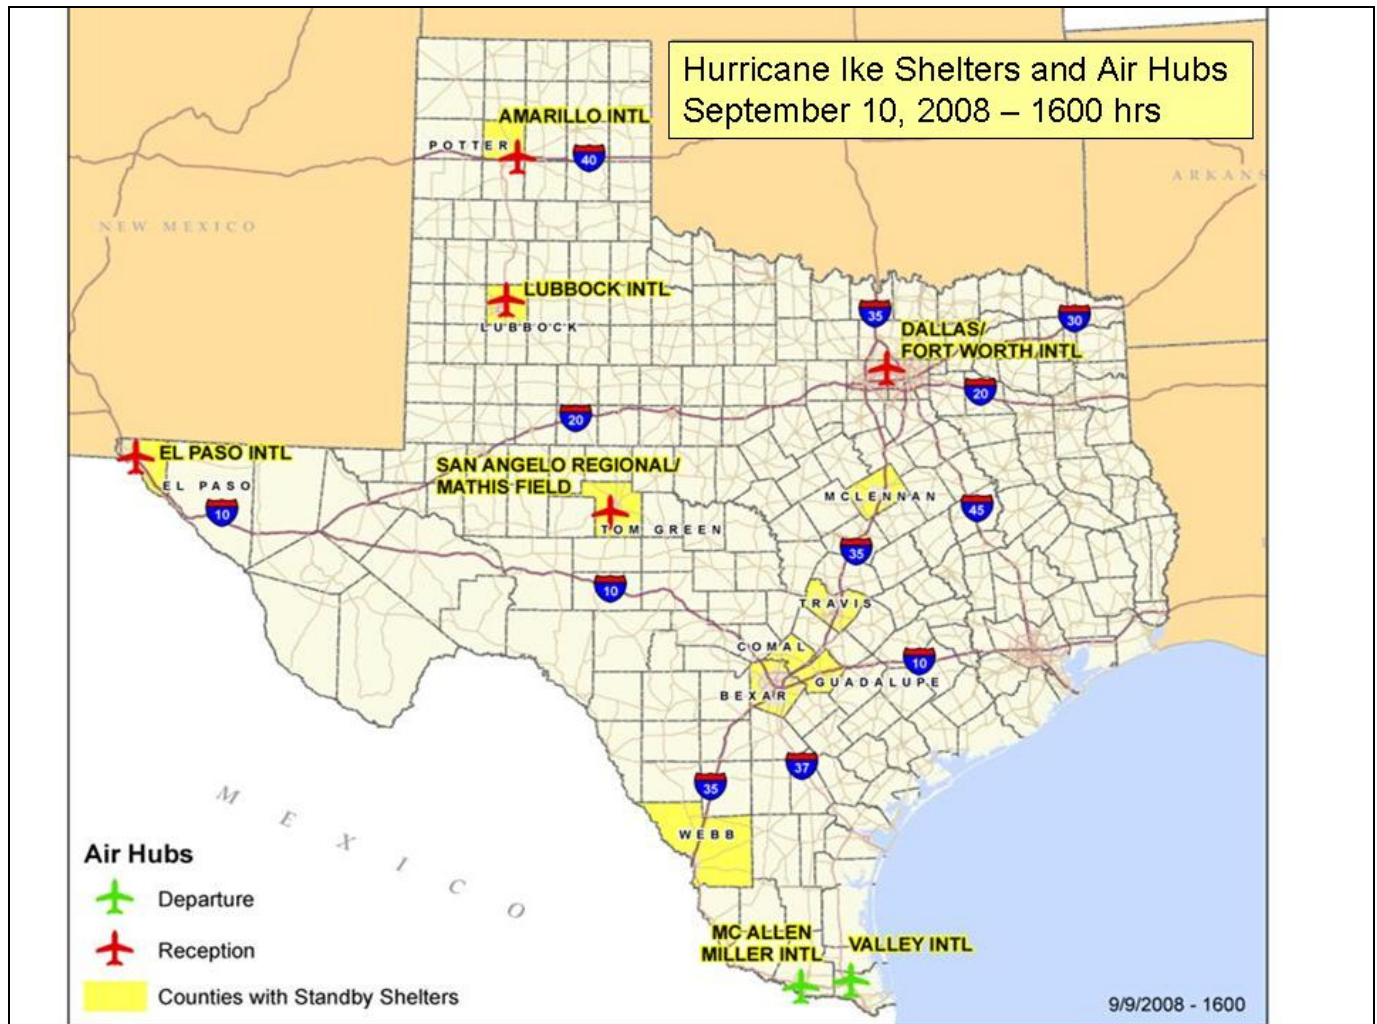 Hurricane Ike Shelters and Air Hubs
September 10, 2008 – 1600 hrs
AMARILLO INTL
POTTER
40
ARKANS
NEW MEXICO
LUBBOCK INTL
LUBBOCK
35
30
DALLAS/
FORT WORTH INTL
20
20
EL PASO INTL
EL PASO
10
SAN ANGELO REGIONAL/
MATHIS FIELD
TOM GREEN
MCLENNAN
45
35
10
TRAVIS
COMAL
10
GUADALUPE
BEXAR
37
35
WEBB
MEXICO
MC ALLEN
MILLER INTL
VALLEY INTL
Air Hubs
Departure
Reception
Counties with Standby Shelters
9/9/2008 - 1600